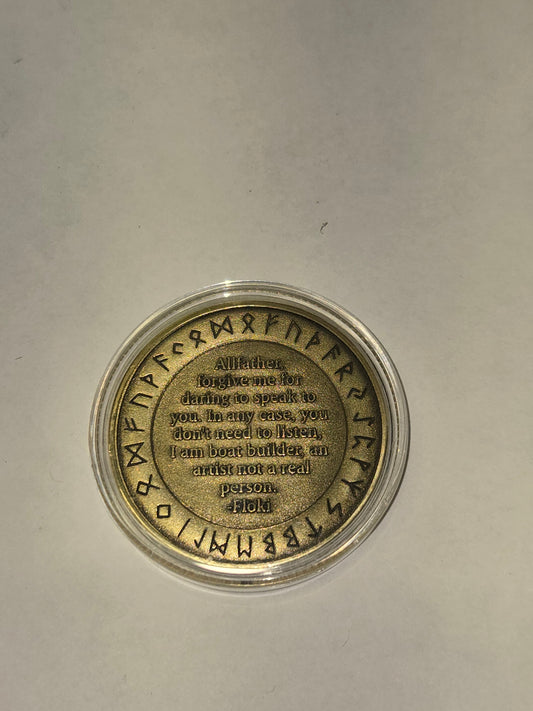 Allfather,
forgive me for
daring to speak to
you. In any case, you
don't need to listen,
I am boat builder, an
artist not a real
person.
-Floki